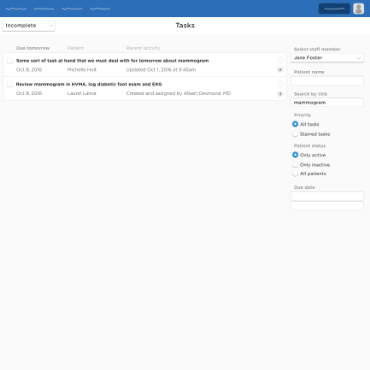 Incomplete
Tasks
Due tomorrow Patient Recent activity
Some sort of task at hand that we must deal with for tomorrow about mammogram
Oct 8, 2016 Michelle Holt Updated Oct 1, 2016 at 9:45am
Review mammogram in HVMA, log diabetic foot exam and EKG
Oct 8, 2016 Laurel Lance Created and assigned by Albert Desmond, MD
Select staff member
Jane Foster
Patient name
Search by title
mammogram
Priority
All tasks
Starred tasks
Patient status
Only active
Only inactive
All patients
Due date